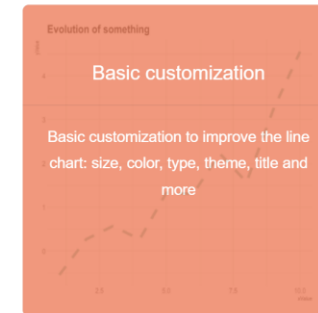 Evolution of something
Basic customization
Basic customization to improve the line
chart: size, color, type, theme, title and
more
2.5 5.0 7.5 10.0